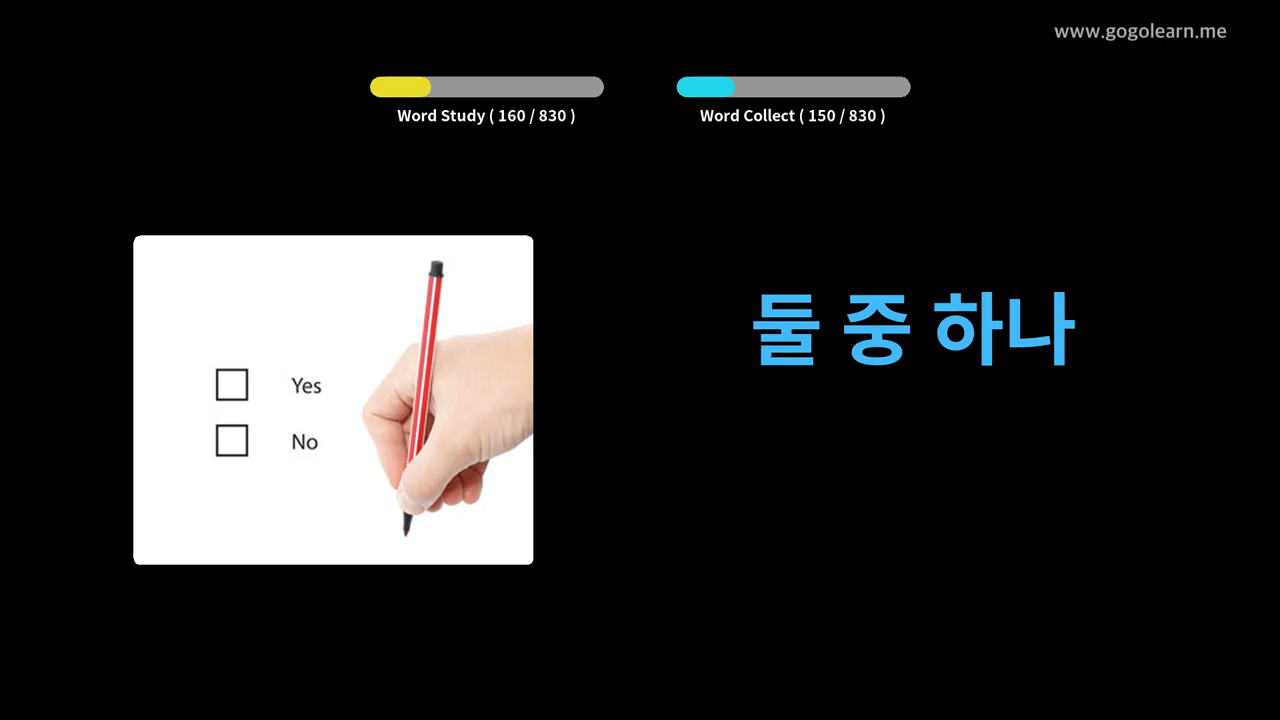 www.gogolearn.me
Word Study ( 160 / 830 )
Word Collect ( 150 / 830 )
둘 중 하나
Yes
No